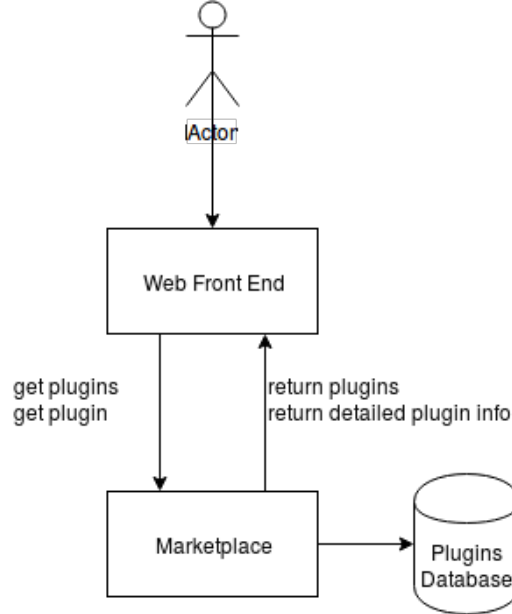 Actor
Web Front End
get plugins
get plugin
return plugins
return detailed plugin info
Marketplace
Plugins
Database